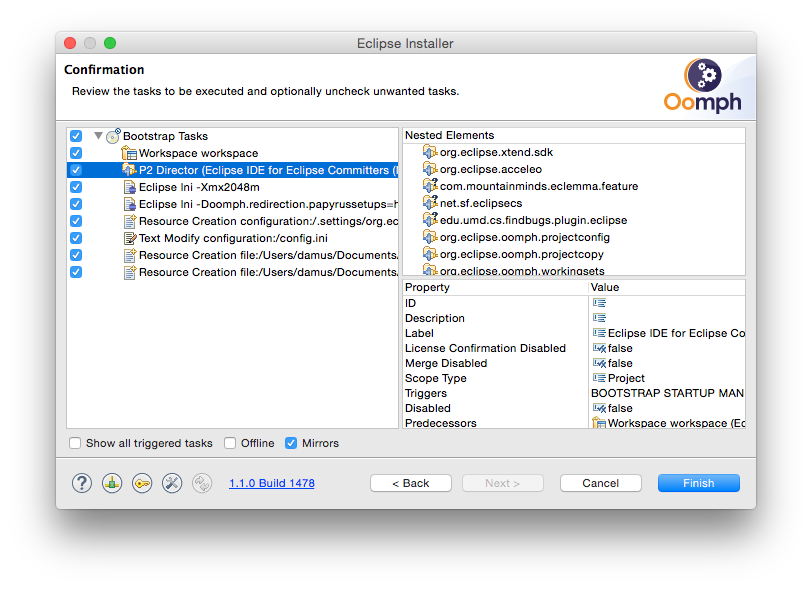 Eclipse Installer
Confirmation
Review the tasks to be executed and optionally uncheck unwanted tasks.
Oomph
Bootstrap Tasks
Workspace workspace
P2 Director (Eclipse IDE for Eclipse Committers (
Eclipse Ini -Xmx2048m
Eclipse Ini -Doomph.redirection.papyrussetups=h
Resource Creation configuration:/.settings/org.ec
Text Modify configuration:/config.ini
Resource Creation file:/Users/damus/Documents/
Resource Creation file:/Users/damus/Documents/
Nested Elements
org.eclipse.xtend.sdk
org.eclipse.acceleo
com.mountainminds.eclemma.feature
net.sf.eclipsecs
edu.umd.cs.findbugs.plugin.eclipse
org.eclipse.oomph.projectconfig
org.eclipse.oomph.projectcopy
org.eclipse.oomph.workingsets
Property Value
ID
Description
Label Eclipse IDE for Eclipse Co
License Confirmation Disabled false
Merge Disabled false
Scope Type Project
Triggers BOOTSTRAP STARTUP MAN
Disabled false
Predecessors Workspace workspace (Ec
Show all triggered tasks Offline Mirrors
? 1.1.0 Build 1478 < Back Next > Cancel Finish